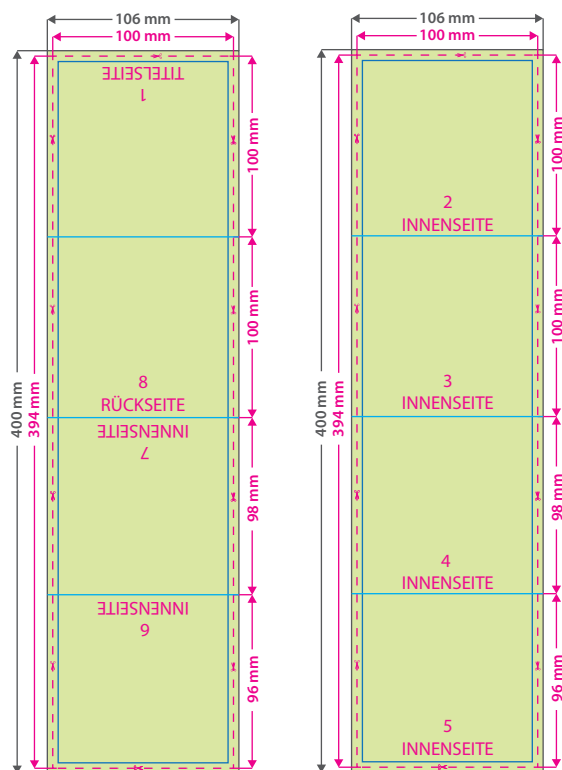 106 mm
100 mm
400 mm
394 mm
1
TITELSEITE
100 mm
8
RÜCKSEITE
100 mm
7
INNENSEITE
98 mm
6
INNENSEITE
96 mm
106 mm
100 mm
400 mm
394 mm
2
INNENSEITE
100 mm
3
INNENSEITE
100 mm
4
INNENSEITE
98 mm
5
INNENSEITE
96 mm